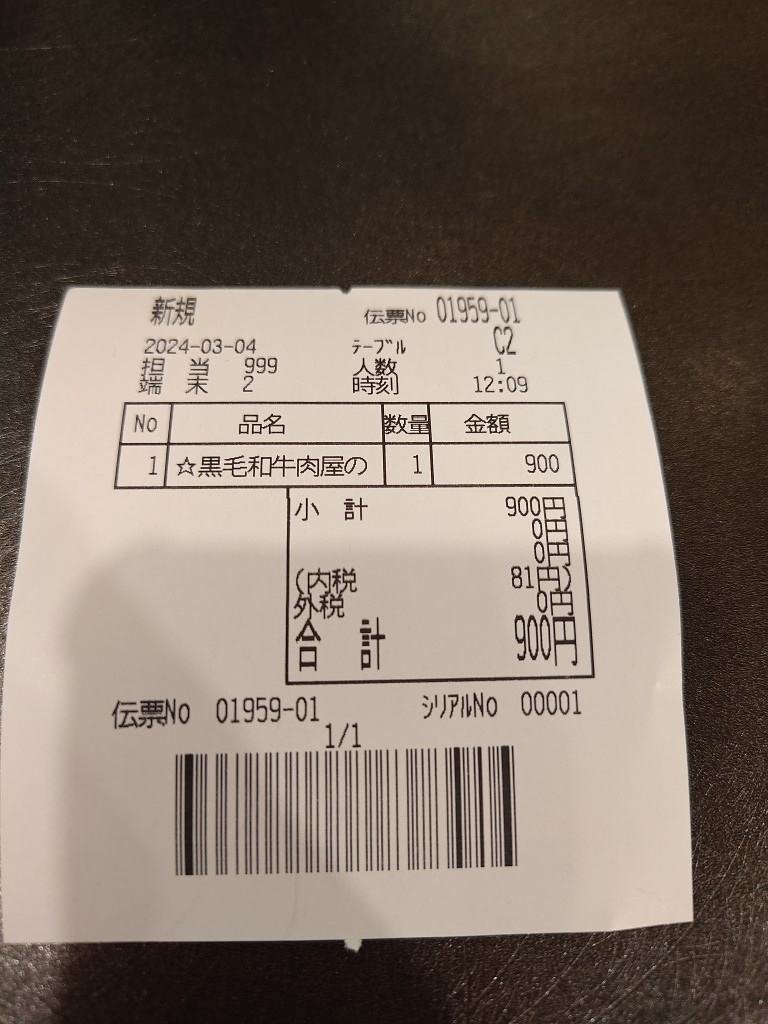 新規 伝票No 01959-01
2024-03-04 テーブル C2
担 当 999 人数 1
端 末 2 時刻 12:09
No 品名 数量 金額
1 ☆黒毛和牛肉屋の 1 900
小 計 900円
0円
0円
(内税 81円)
外税 0円
合 計 900円
伝票No 01959-01 シリアルNo 00001
1/1